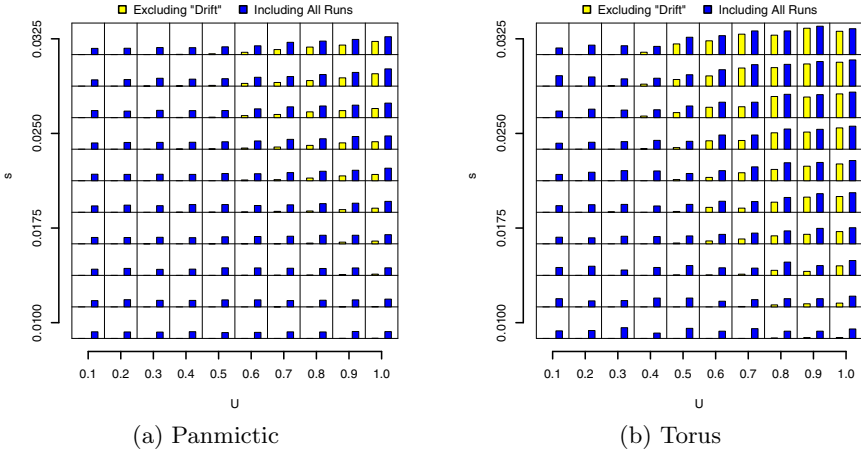 Excluding "Drift" Including All Runs
0.0325
0.0250
s
0.0175
0.0100
0.1 0.2 0.3 0.4 0.5 0.6 0.7 0.8 0.9 1.0
U
(a) Panmictic
Excluding "Drift" Including All Runs
0.0325
0.0250
s
0.0175
0.0100
0.1 0.2 0.3 0.4 0.5 0.6 0.7 0.8 0.9 1.0
U
(b) Torus